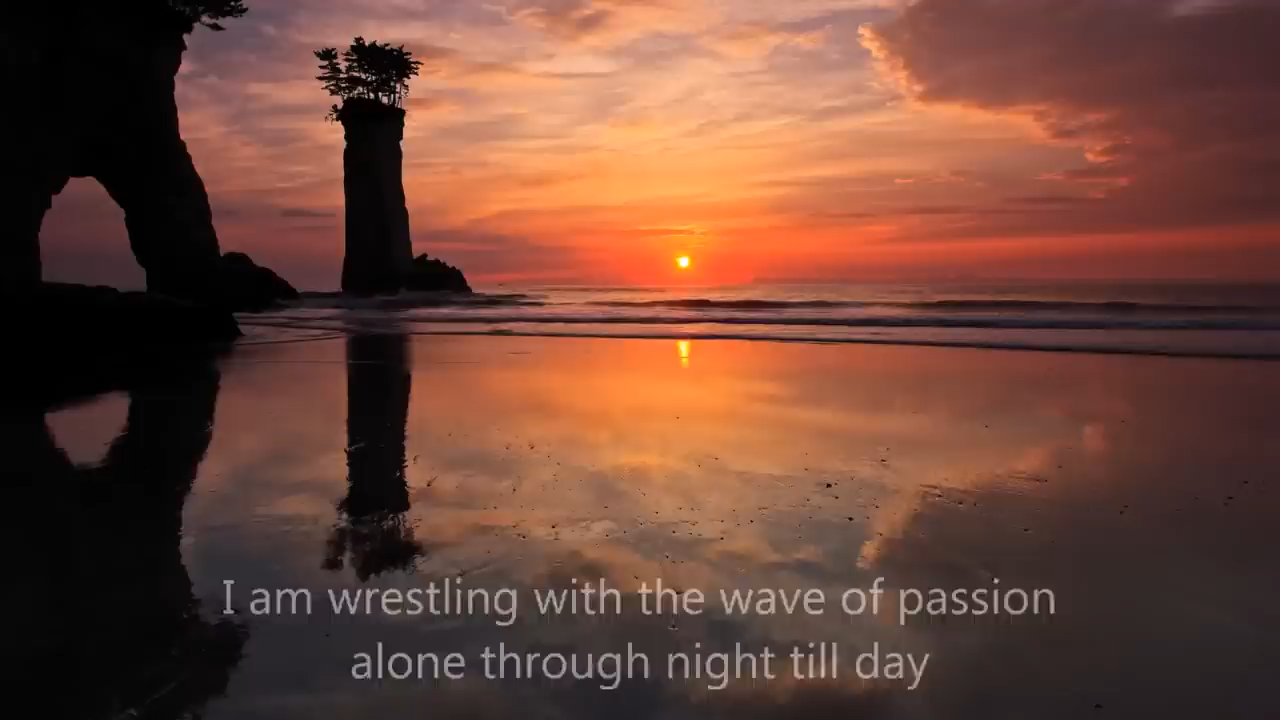 I am wrestling with the wave of passion
alone through night till day